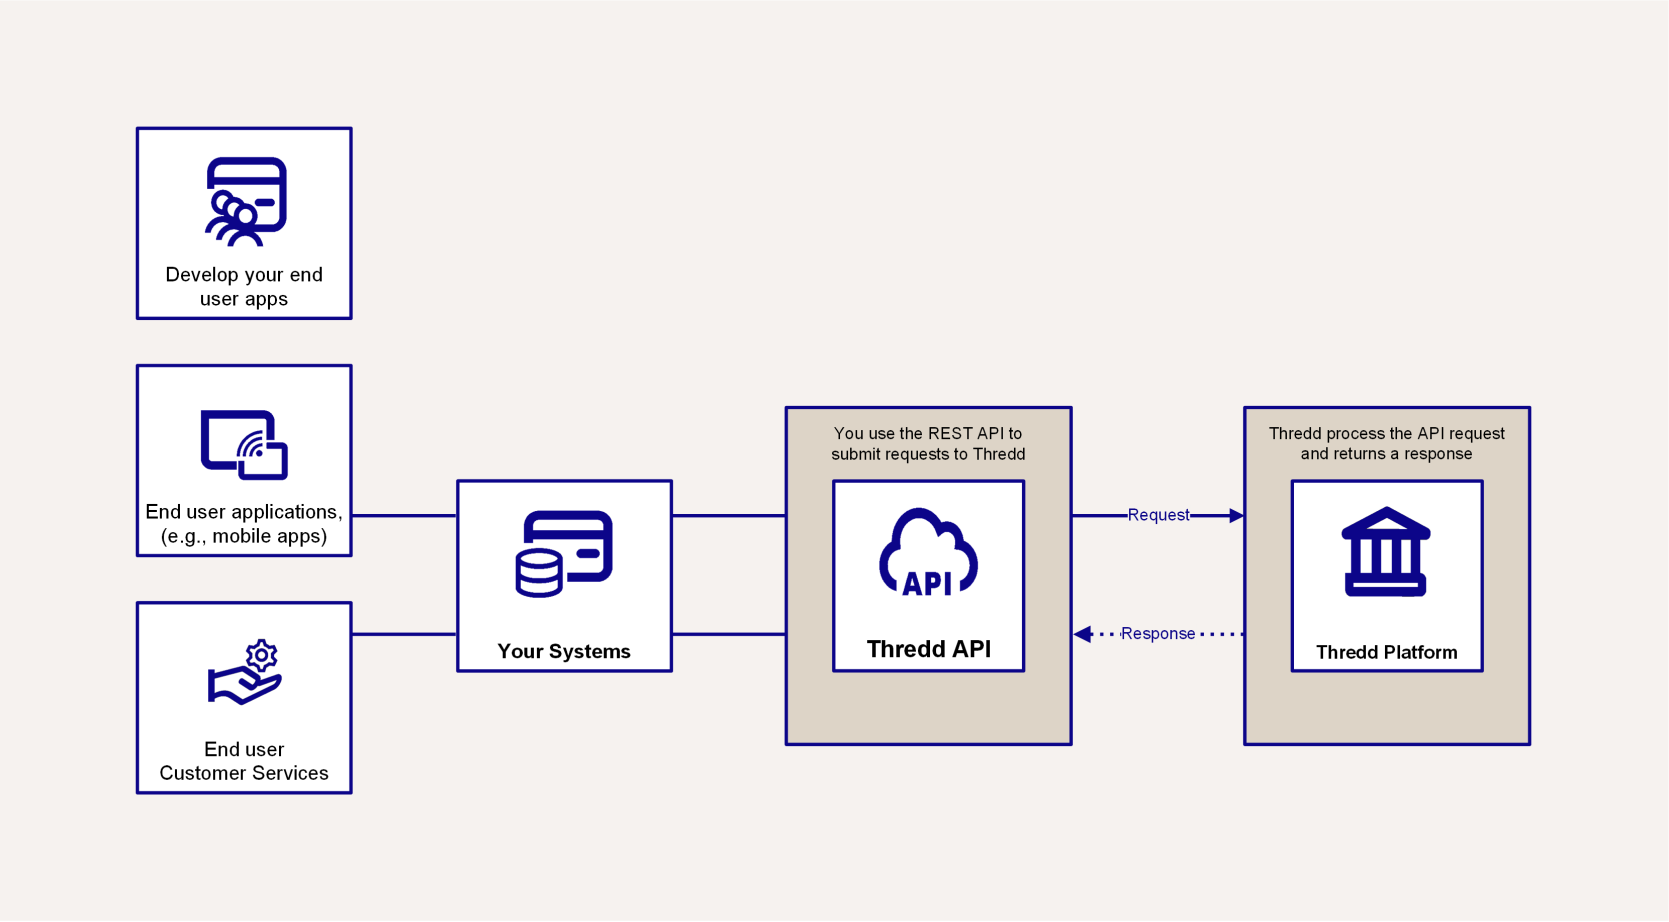 Develop your end
user apps
End user applications,
(e.g., mobile apps)
End user
Customer Services
Your Systems
You use the REST API to
submit requests to Thredd
API
Thredd API
Request
Response
Thredd process the API request
and returns a response
Thredd Platform